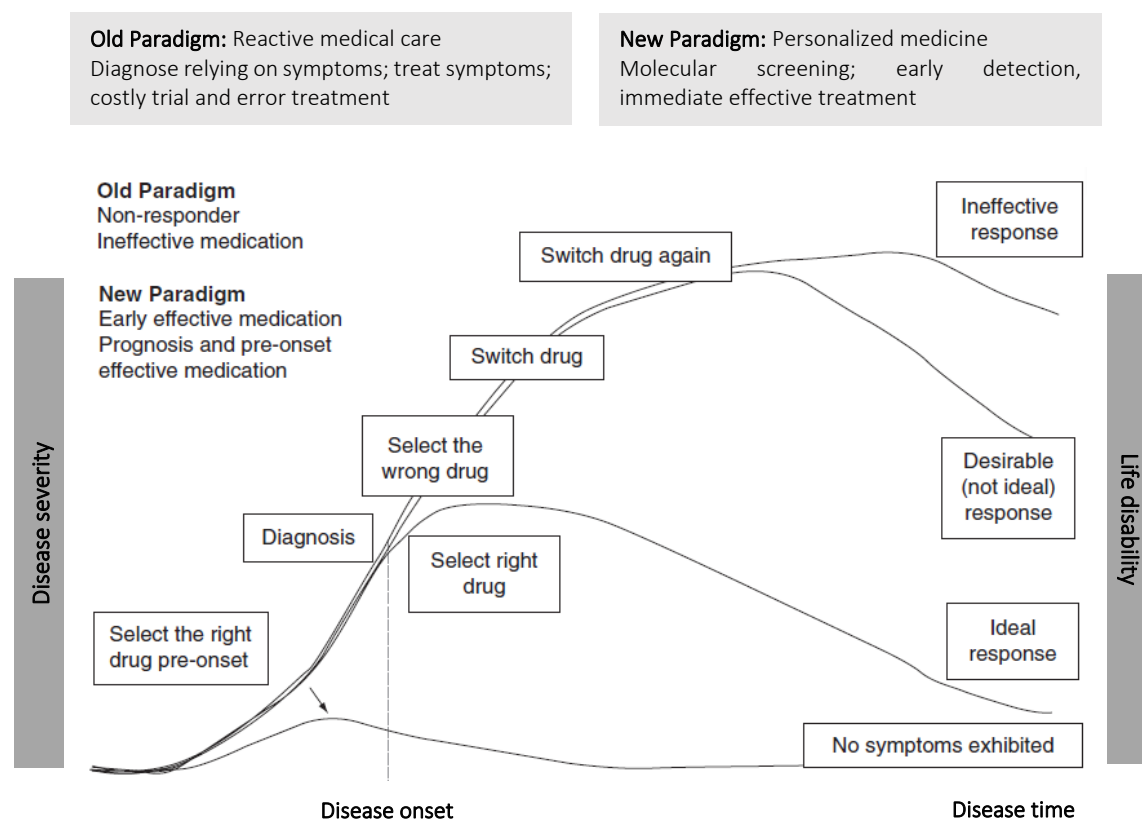 Old Paradigm: Reactive medical care
Diagnose relying on symptoms; treat symptoms;
costly trial and error treatment
New Paradigm: Personalized medicine
Molecular screening; early detection,
immediate effective treatment
Old Paradigm
Non-responder
Ineffective medication
New Paradigm
Early effective medication
Prognosis and pre-onset
effective medication
Ineffective
response
Switch drug again
Switch drug
Select the
wrong drug
Desirable
(not ideal)
response
Diagnosis
Select right
drug
Select the right
drug pre-onset
Ideal
response
No symptoms exhibited
Disease severity
Life disability
Disease onset
Disease time